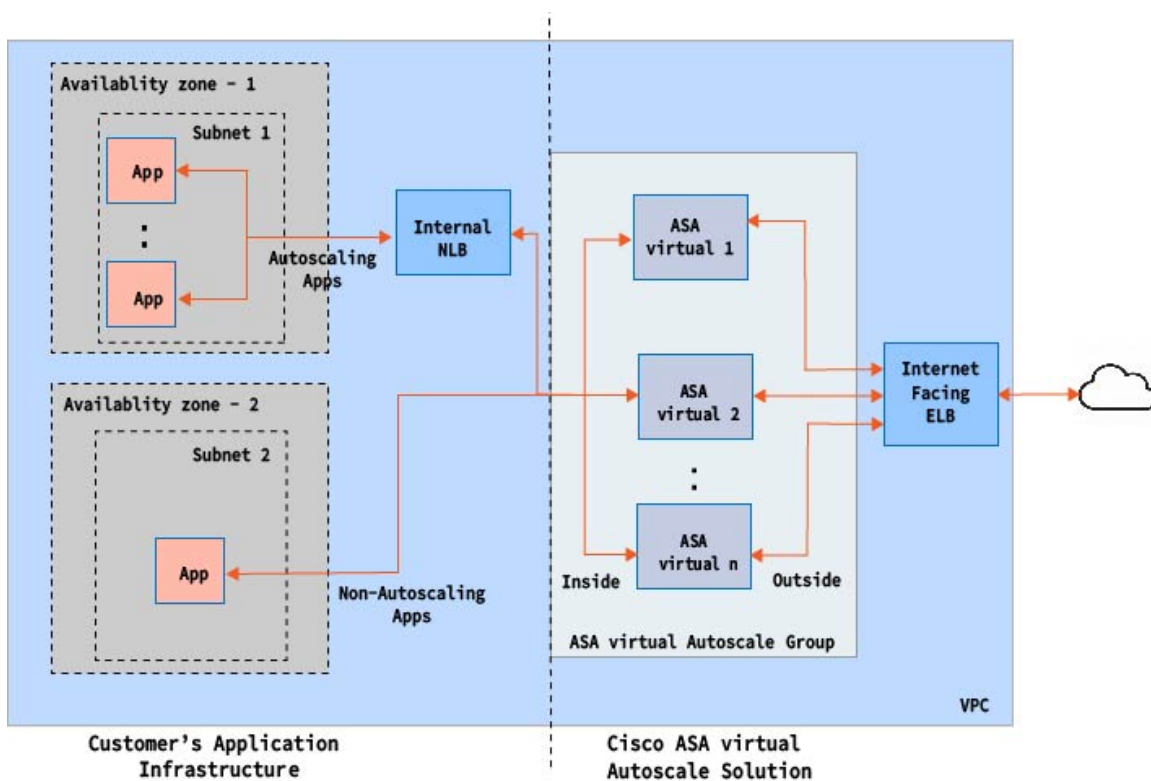 Availablity zone - 1
Subnet 1
App
App
Autoscaling
Apps
Internal
NLB
Availablity zone - 2
Subnet 2
App
Non-Autoscaling
Apps
ASA
virtual 1
ASA
virtual 2
ASA
virtual n
Inside
Outside
ASA virtual Autoscale Group
Internet
Facing
ELB
VPC
Customer's Application
Infrastructure
Cisco ASA virtual
Autoscale Solution